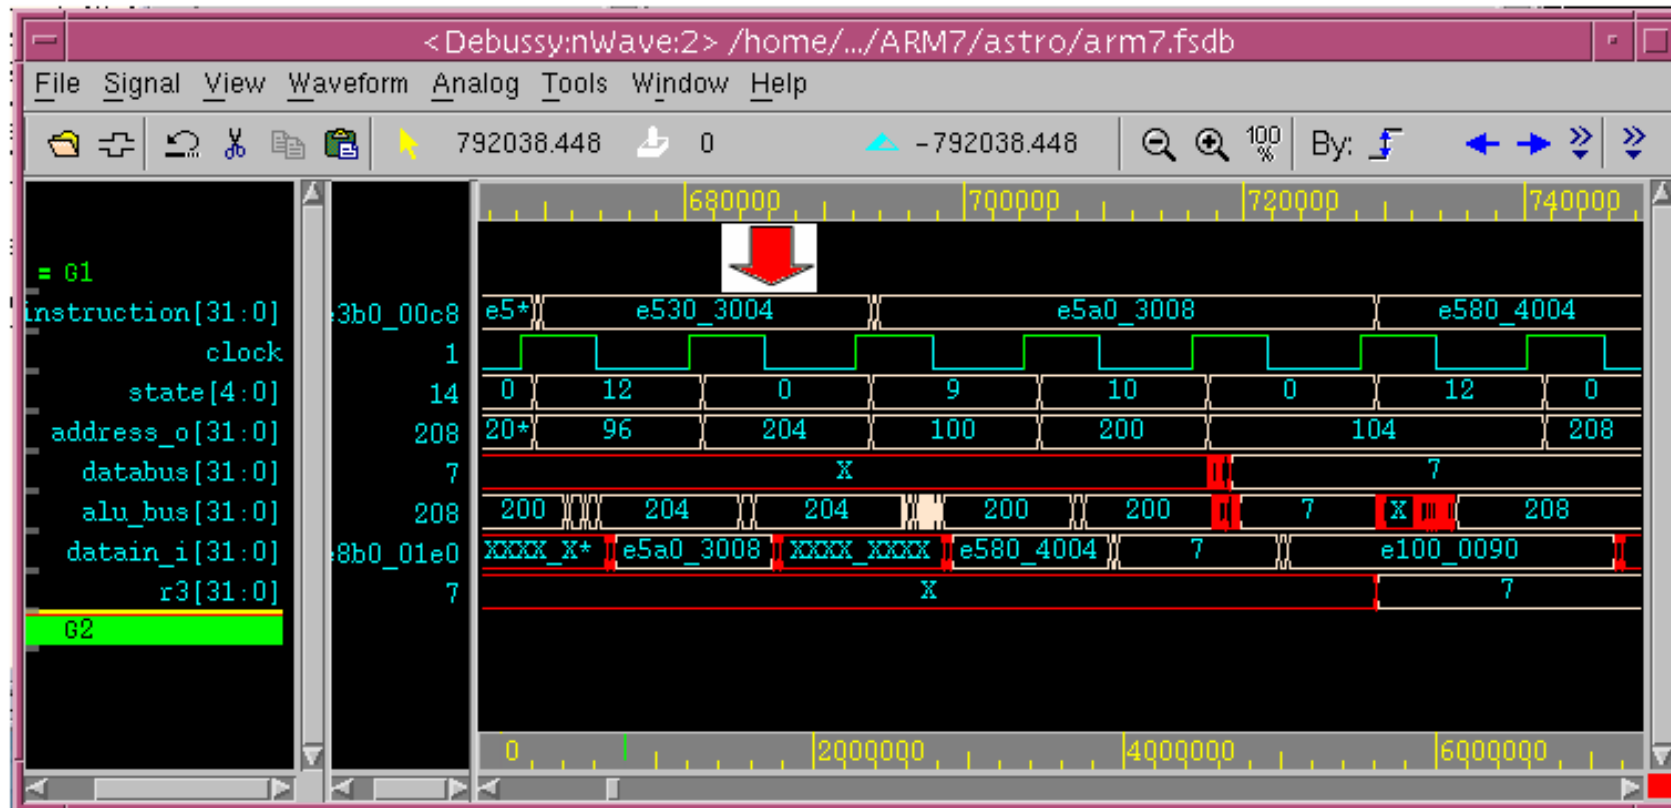 <Debussy:nWave:2> /home/.../ARM7/astro/arm7.fsdb
File Signal View Waveform Analog Tools Window Help
792038.448 0 -792038.448 100 % By:
680000 700000 720000 740000
= G1
instruction[31:0] 3b0_00c8 e5* e530_3004 e5a0_3008 e580_4004
clock 1
state[4:0] 14 0 12 0 9 10 0 12 0
address_o[31:0] 208 20* 96 204 100 200 104 208
databus[31:0] 7 X 7
alu_bus[31:0] 208 200 204 204 200 200 7 X 208
datain_i[31:0] 8b0_01e0 XXXX_X* e5a0_3008 XXXX_XXXX e580_4004 7 e100_0090
r3[31:0] 7 X 7
G2
0 2000000 4000000 6000000